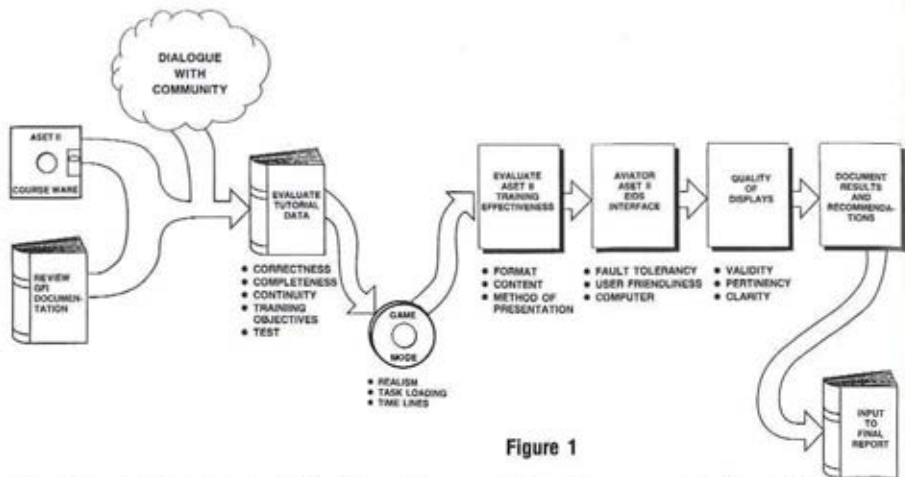 DIALOGUE
WITH
COMMUNITY
ASET II
COURSE WARE
REVIEW
GFI
DOCUMEN-
TATION
EVALUATE
TUTORIAL
DATA
• CORRECTNESS
• COMPLETENESS
• CONTINUITY
• TRAINIING
OBJECTIVES
• TEST
GAME
MODE
• REALISM
• TASK LOADING
• TIME LINES
EVALUATE
ASET II
TRAINING
EFFECTIVENESS
• FORMAT
• CONTENT
• METHOD OF
PRESENTATION
AVIATOR
ASET II
EIDS
INTERFACE
• FAULT TOLERANCY
• USER FRIENDLINESS
• COMPUTER
QUALITY
OF
DISPLAYS
• VALIDITY
• PERTINENCY
• CLARITY
DOCUMENT
RESULTS
AND
RECOMMENDA-
TIONS
INPUT
TO
FINAL
REPORT
Figure 1